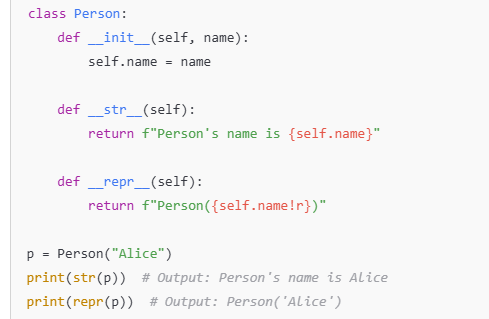 class Person:
    def __init__(self, name):
        self.name = name

    def __str__(self):
        return f"Person's name is {self.name}"

    def __repr__(self):
        return f"Person({self.name!r})"

p = Person("Alice")
print(str(p))  # Output: Person's name is Alice
print(repr(p))  # Output: Person('Alice')